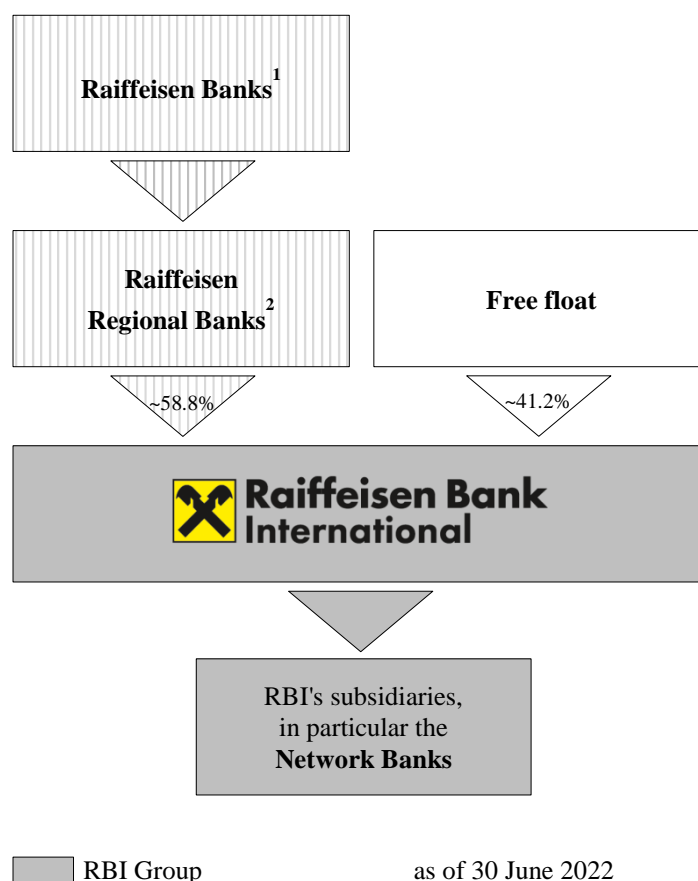 Raiffeisen Banks1
Raiffeisen
Regional Banks2
Free float
~58.8%
~41.2%
Raiffeisen Bank
International
RBI's subsidiaries,
in particular the
Network Banks
RBI Group
as of 30 June 2022